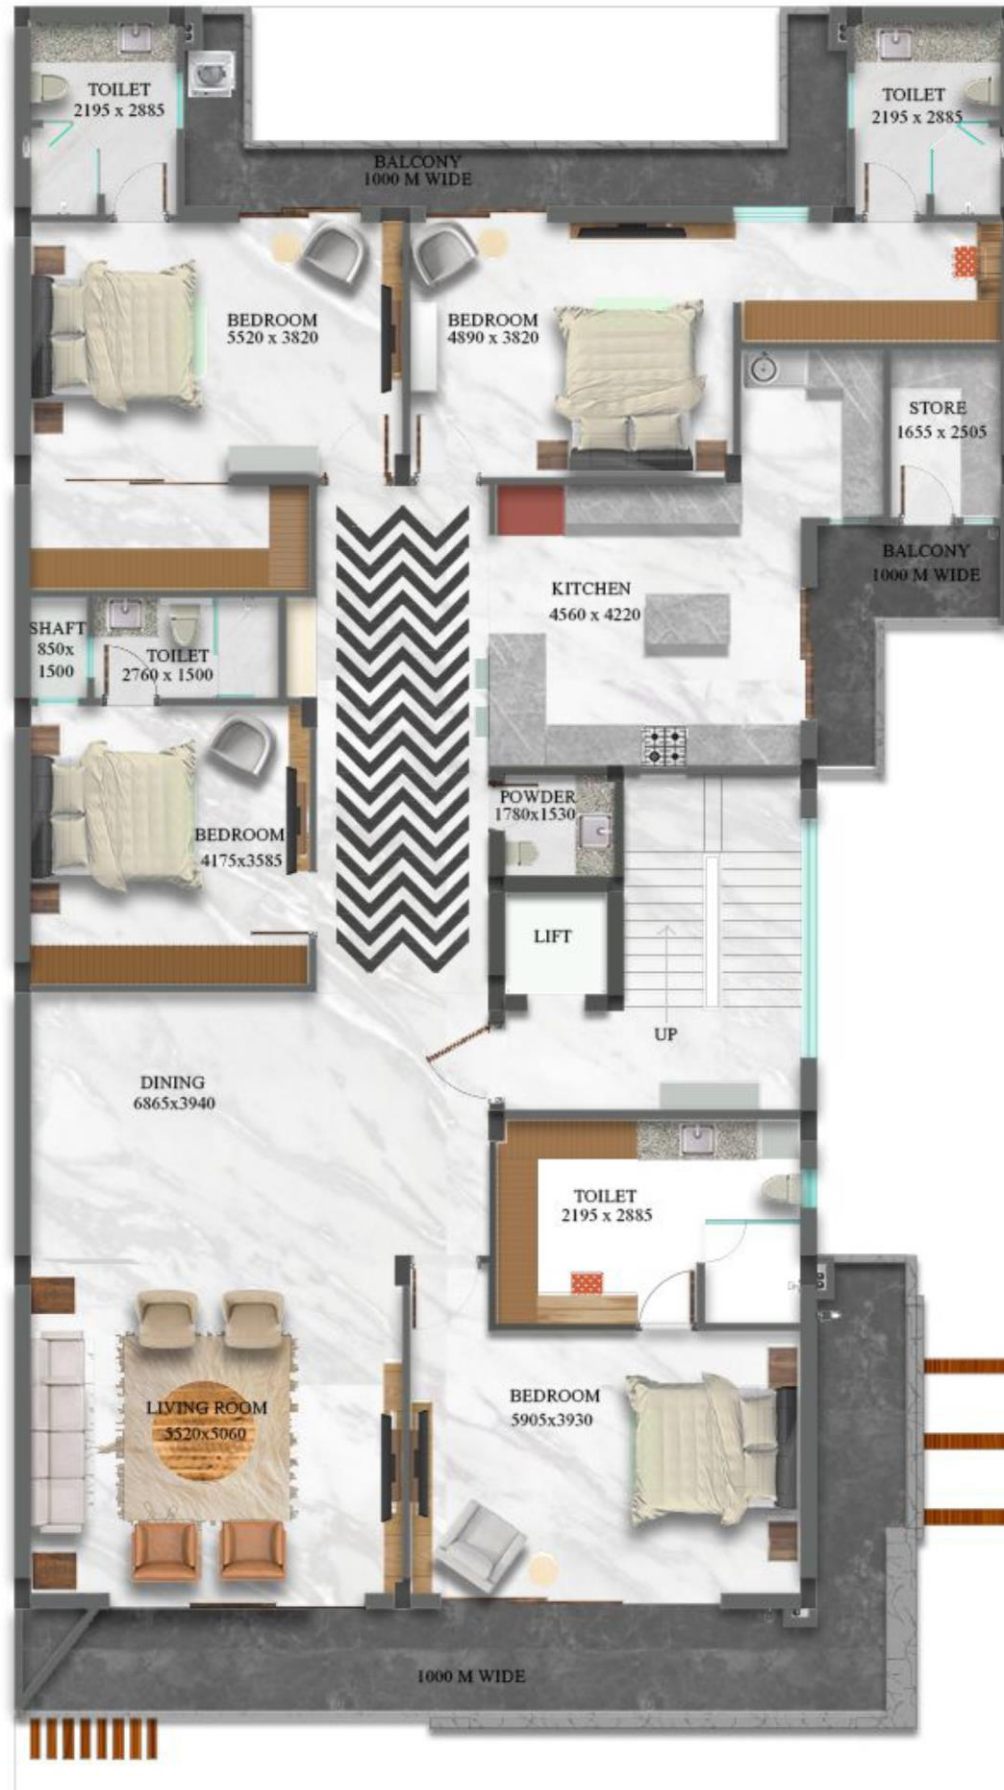 TOILET
2195 x 2885
TOILET
2195 x 2885
BALCONY
1000 M WIDE
BEDROOM
5520 x 3820
BEDROOM
4890 x 3820
STORE
1655 x 2505
BALCONY
1000 M WIDE
KITCHEN
4560 x 4220
SHAFT
850x
1500
TOILET
2760 x 1500
POWDER
1780x1530
BEDROOM
4175x3585
LIFT
UP
DINING
6865x3940
TOILET
2195 x 2885
LIVING ROOM
5520x5060
BEDROOM
5905x3930
1000 M WIDE